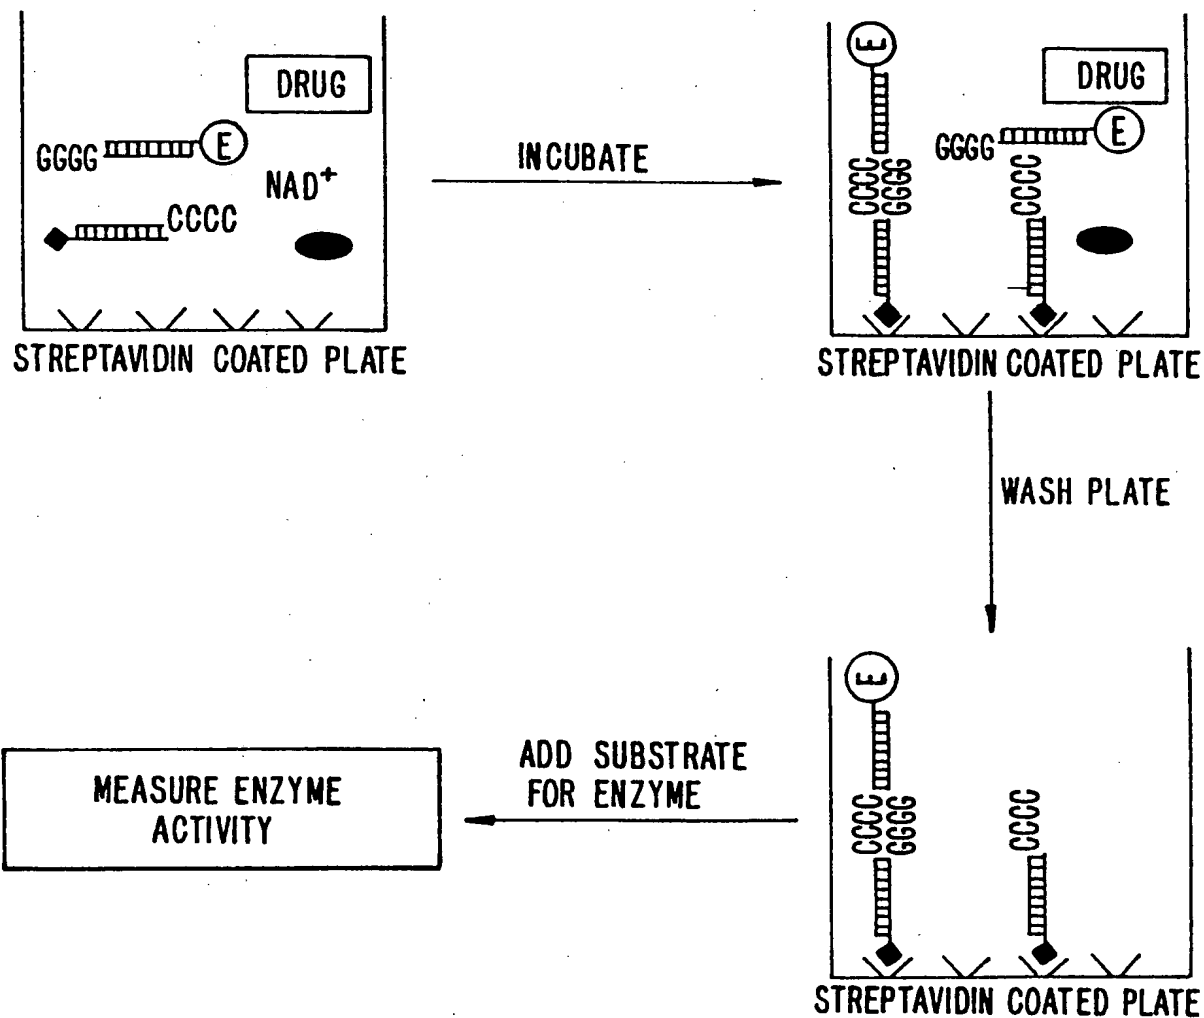 DRUG
GGGG
E
NAD+
CCCC
STREPTAVIDIN COATED PLATE
INCUBATE
E
DRUG
E
GGGG
CCCC
GGGG
CCCC
STREPTAVIDIN COATED PLATE
WASH PLATE
E
CCCC
GGGG
CCCC
STREPTAVIDIN COATED PLATE
ADD SUBSTRATE
FOR ENZYME
MEASURE ENZYME
ACTIVITY